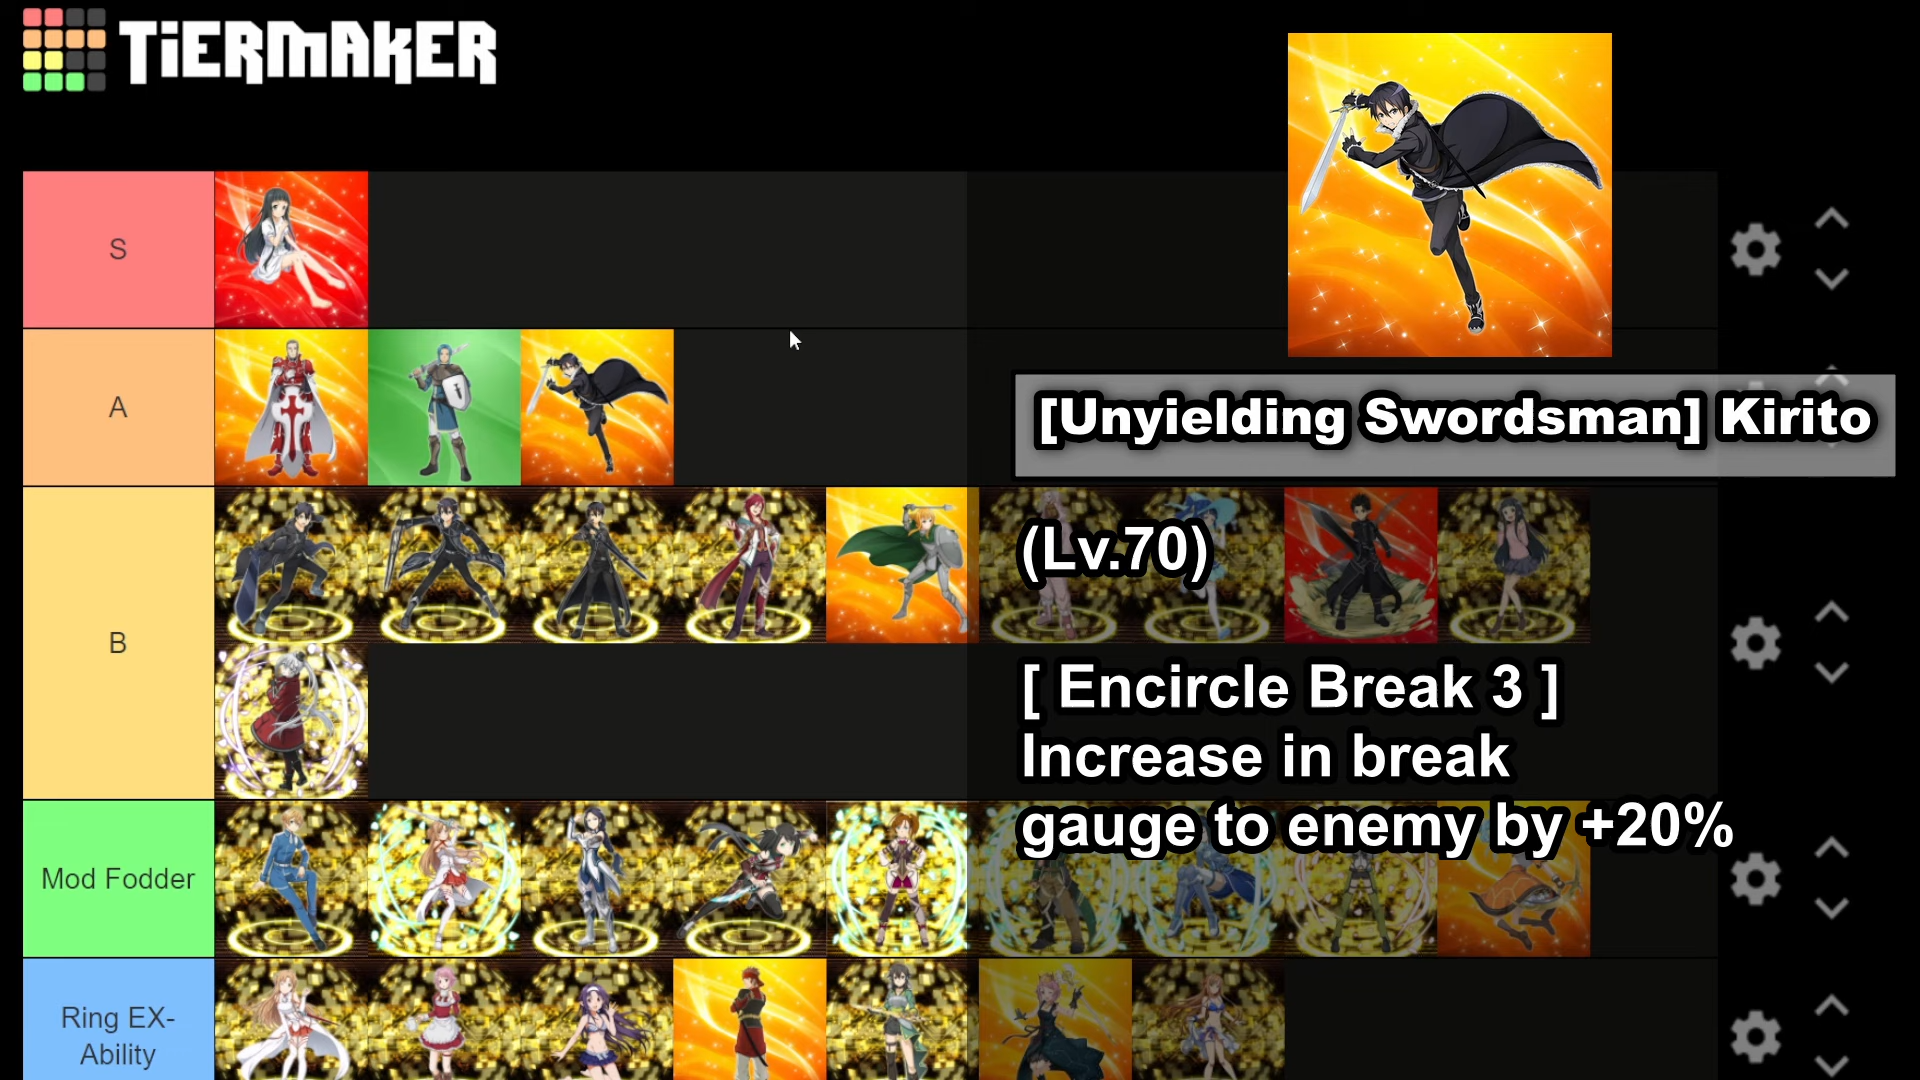 TiERMAKER
S
A
[Unyielding Swordsman] Kirito
B
(Lv.70)
[ Encircle Break 3 ]
Increase in break
gauge to enemy by +20%
Mod Fodder
Ring EX-
Ability